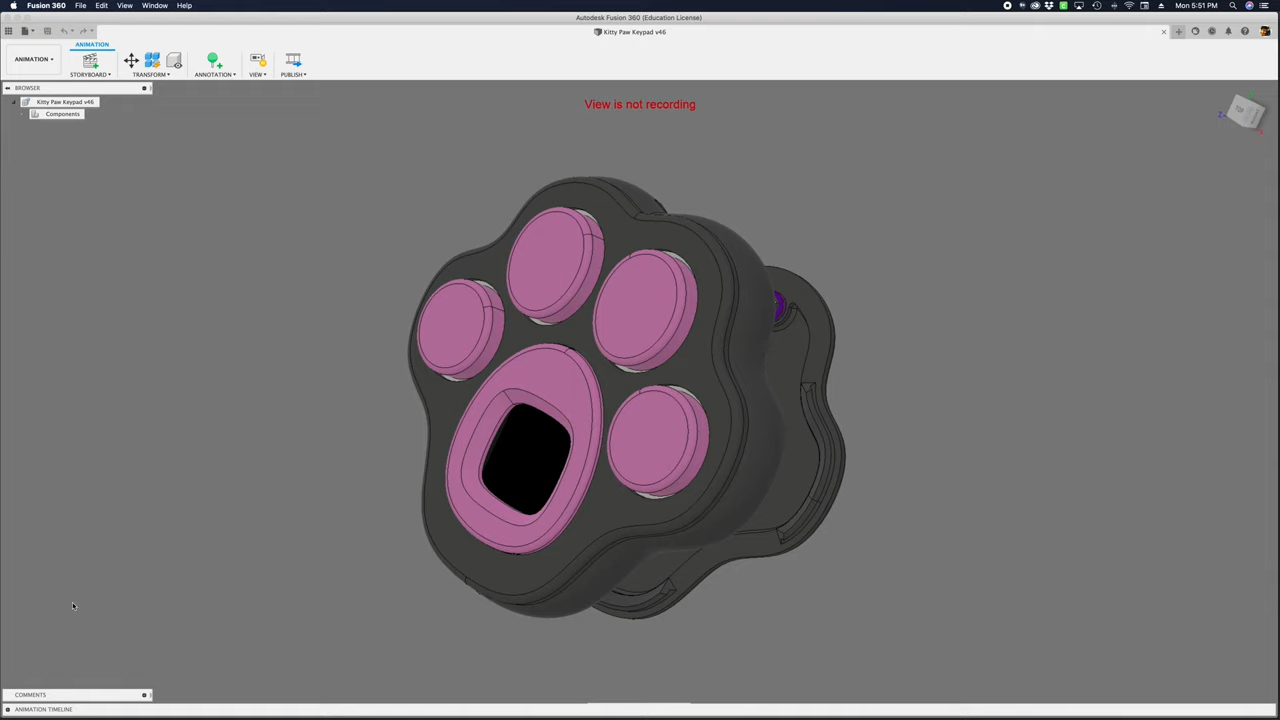 Fusion 360 File Edit View Window Help Mon 5:51 PM
Autodesk Fusion 360 (Education License)
Kitty Paw Keypad v46
ANIMATION
ANIMATION
STORYBOARD TRANSFORM ANNOTATION VIEW PUBLISH
BROWSER
Kitty Paw Keypad v46
Components
View is not recording
Z
COMMENTS
ANIMATION TIMELINE